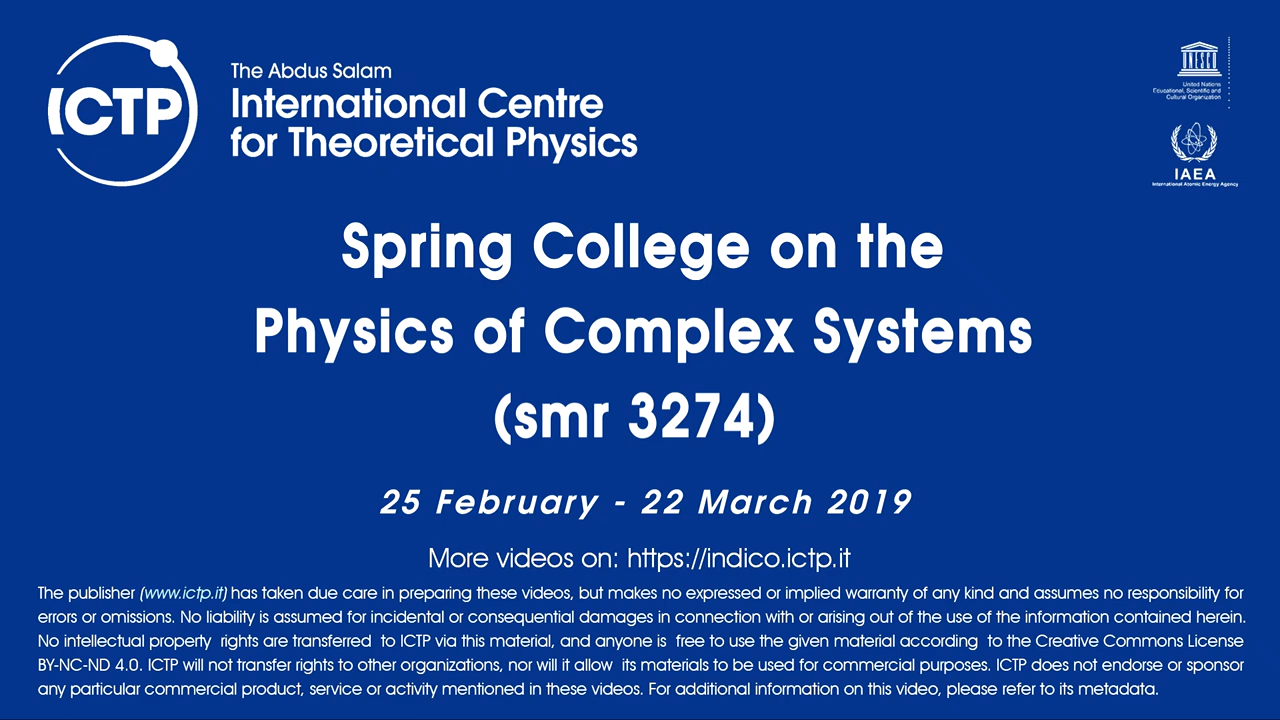 ICTP
The Abdus Salam
International Centre
for Theoretical Physics
UNESCO
United Nations
Educational, Scientific and
Cultural Organization
IAEA
International Atomic Energy Agency
Spring College on the
Physics of Complex Systems
(smr 3274)
25 February - 22 March 2019
More videos on: https://indico.ictp.it
The publisher (www.ictp.it) has taken due care in preparing these videos, but makes no expressed or implied warranty of any kind and assumes no responsibility for
errors or omissions. No liability is assumed for incidental or consequential damages in connection with or arising out of the use of the information contained herein.
No intellectual property rights are transferred to ICTP via this material, and anyone is free to use the given material according to the Creative Commons License
BY-NC-ND 4.0. ICTP will not transfer rights to other organizations, nor will it allow its materials to be used for commercial purposes. ICTP does not endorse or sponsor
any particular commercial product, service or activity mentioned in these videos. For additional information on this video, please refer to its metadata.